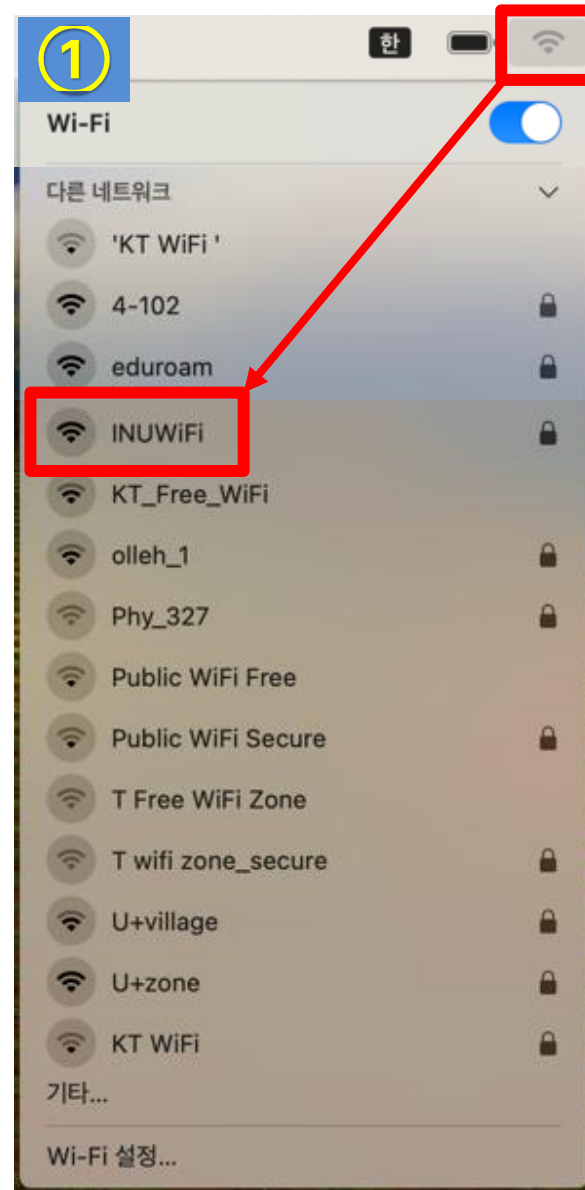 ①
한
Wi-Fi
다른 네트워크
'KT WiFi '
4-102
eduroam
INUWiFi
KT_Free_WiFi
olleh_1
Phy_327
Public WiFi Free
Public WiFi Secure
T Free WiFi Zone
T wifi zone_secure
U+village
U+zone
KT WiFi
기타...
Wi-Fi 설정...